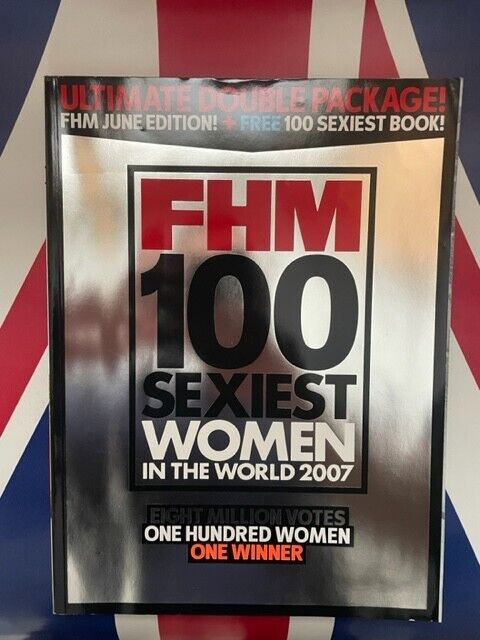 ULTIMATE DOUBLE PACKAGE!
FHM JUNE EDITION! + FREE 100 SEXIEST BOOK!
FHM
100
SEXIEST
WOMEN
IN THE WORLD 2007
EIGHT MILLION VOTES
ONE HUNDRED WOMEN
ONE WINNER